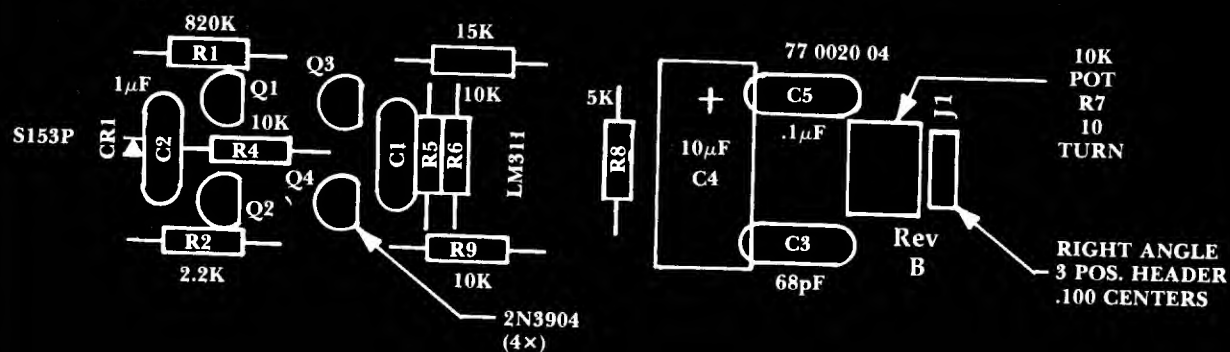 820K
R1
15K
77 0020 04
10K
POT
R7
10
TURN
Q3
1μF
Q1
10K
5K
+
C5
J1
S153P
CR1
C2
10K
R4
C1
R5
R6
LM311
R8
10μF
C4
.1μF
Q4
Q2
R2
R9
C3
Rev
B
2.2K
10K
68pF
RIGHT ANGLE
3 POS. HEADER
.100 CENTERS
2N3904
(4×)